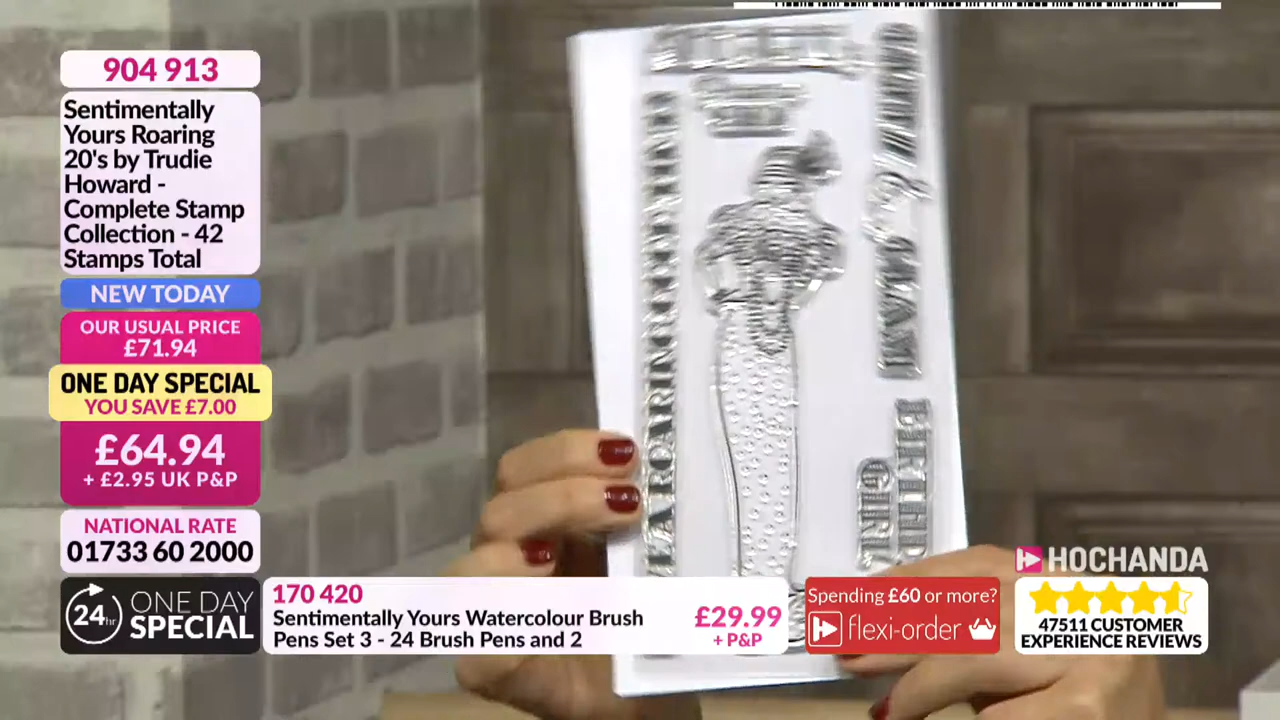 904 913
Sentimentally
Yours Roaring
20's by Trudie
Howard -
Complete Stamp
Collection - 42
Stamps Total
NEW TODAY
OUR USUAL PRICE
£71.94
ONE DAY SPECIAL
YOU SAVE £7.00
£64.94
+ £2.95 UK P&P
NATIONAL RATE
01733 60 2000
24hr
ONE DAY
SPECIAL
170 420
Sentimentally Yours Watercolour Brush
Pens Set 3 - 24 Brush Pens and 2
£29.99
+ P&P
Spending £60 or more?
flexi-order
HOCHANDA
47511 CUSTOMER
EXPERIENCE REVIEWS
GIRL